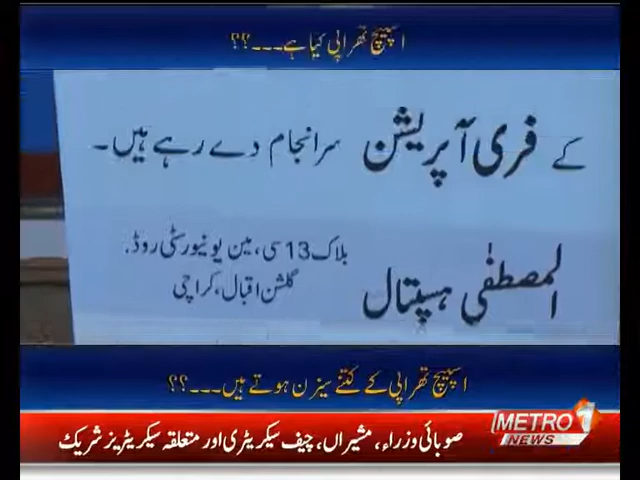 اسپیچ تھراپی کیا ہے۔۔۔؟؟
کے فری آپریشن سرانجام دے رہے ہیں۔
المصطفیٰ ہسپتال
بلاک 13 سی، مین یونیورسٹی روڈ،
گلشن اقبال، کراچی
اسپیچ تھراپی کے کتنے سیزن ہوتے ہیں۔۔۔؟؟
صوبائی وزراء، مشیراں، چیف سیکریٹری اور متعلقہ سیکریٹریز شریک
METRO 1
NEWS